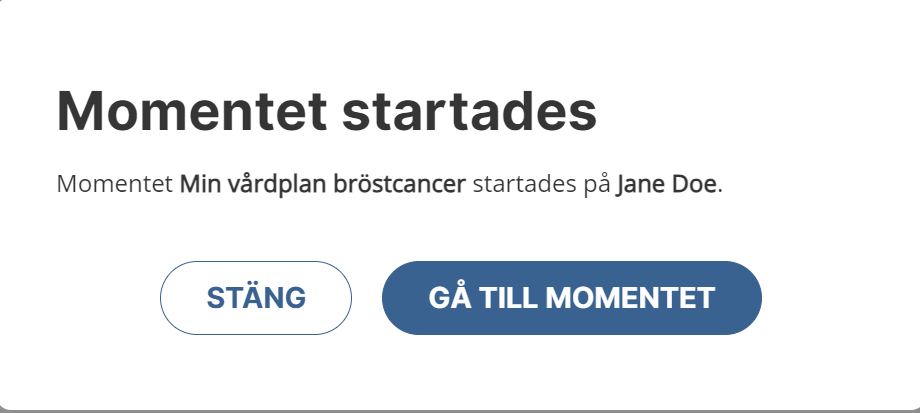 Momentet startades
Momentet Min vårdplan bröstcancer startades på Jane Doe.
STÄNG
GÅ TILL MOMENTET